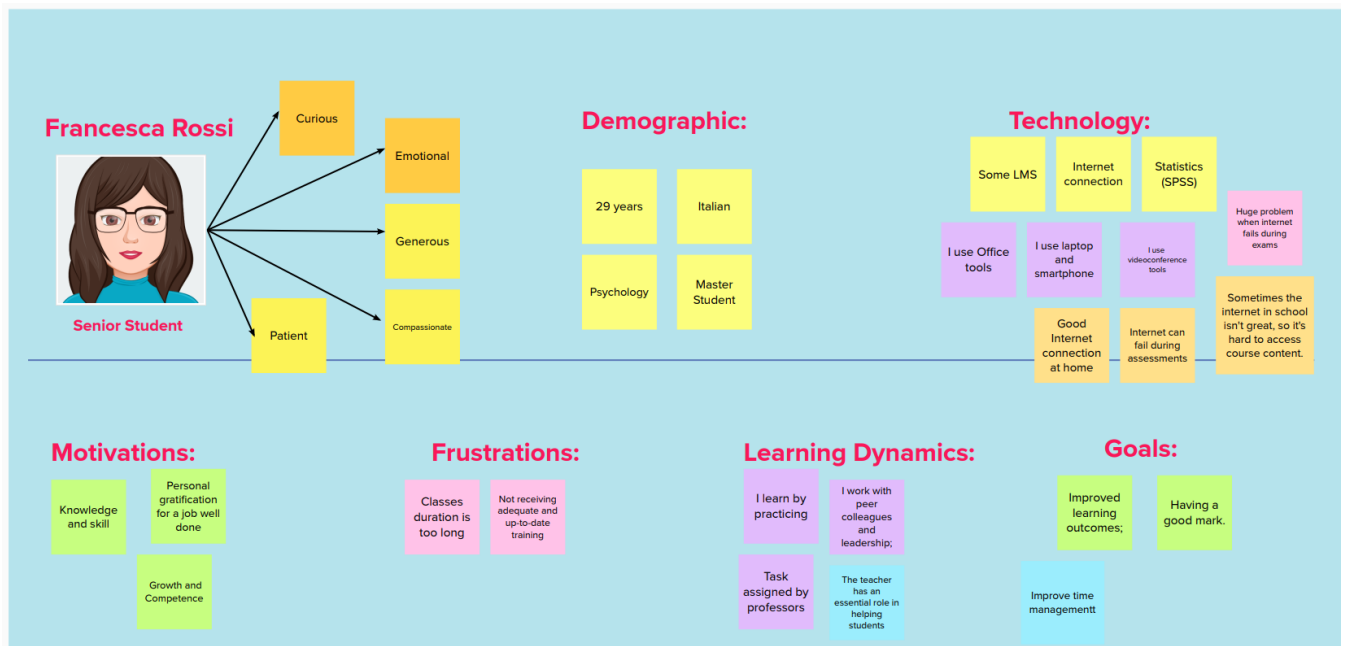 Francesca Rossi
Senior Student
Curious
Emotional
Generous
Compassionate
Patient
Demographic:
29 years
Italian
Psychology
Master
Student
Technology:
Some LMS
Internet
connection
Statistics
(SPSS)
Huge problem
when internet
fails during
exams
I use Office
tools
I use laptop
and
smartphone
I use
videoconference
tools
Good
Internet
connection
at home
Internet can
fail during
assessments
Sometimes the
internet in school
isn't great, so it's
hard to access
course content.
Motivations:
Knowledge
and skill
Personal
gratification
for a job well
done
Growth and
Competence
Frustrations:
Classes
duration is
too long
Not receiving
adequate and
up-to-date
training
Learning Dynamics:
I learn by
practicing
I work with
peer
colleagues
and
leadership;
Task
assigned by
professors
The teacher
has an
essential role in
helping
students
Goals:
Improved
learning
outcomes;
Having a
good mark.
Improve time
managementt